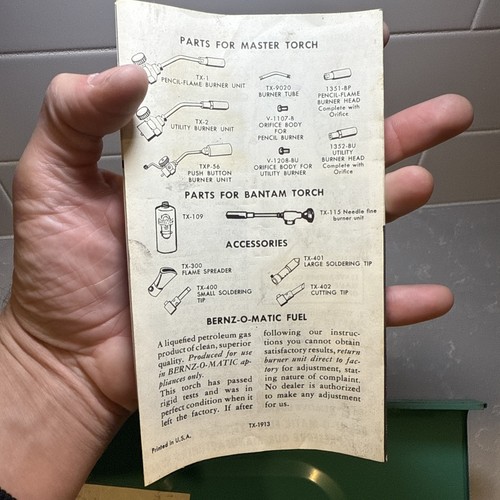 PARTS FOR MASTER TORCH
TX-1
PENCIL-FLAME BURNER UNIT
TX-2
UTILITY BURNER UNIT
TXP-56
PUSH BUTTON
BURNER UNIT
TX-9020
BURNER TUBE
V-1107-8
ORIFICE BODY
FOR
PENCIL BURNER
V-1208-BU
ORIFICE BODY FOR
UTILITY BURNER
1351-BP
PENCIL-FLAME
BURNER HEAD
Complete with
Orifice
1352-BU
UTILITY
BURNER HEAD
Complete with
Orifice
PARTS FOR BANTAM TORCH
TX-109
TX-115 Needle fine
burner unit
ACCESSORIES
TX-300
FLAME SPREADER
TX-400
SMALL SOLDERING
TIP
TX-401
LARGE SOLDERING TIP
TX-402
CUTTING TIP
BERNZ-O-MATIC FUEL
A liquefied petroleum gas
product of clean, superior
quality. Produced for use
in BERNZ-O-MATIC ap-
pliances only.
This torch has passed
rigid tests and was in
perfect condition when it
left the factory. If after
following our instruc-
tions you cannot obtain
satisfactory results, return
burner unit direct to fac-
tory for adjustment, stat-
ing nature of complaint.
No dealer is authorized
to make any adjustment
for us.
TX-1913
Printed in U.S.A.